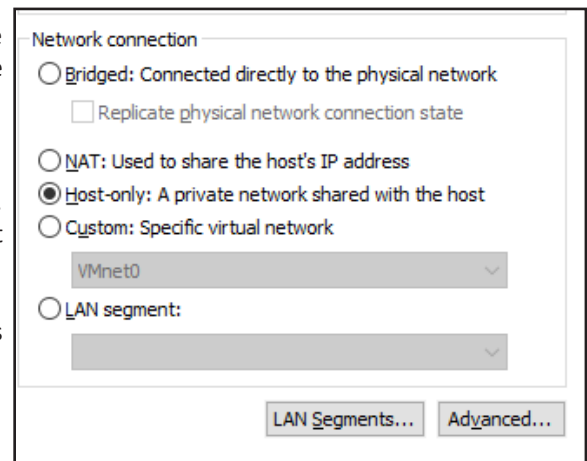 Network connection
Bridged: Connected directly to the physical network
Replicate physical network connection state
NAT: Used to share the host's IP address
Host-only: A private network shared with the host
Custom: Specific virtual network
VMnet0
LAN segment:
LAN Segments... Advanced...